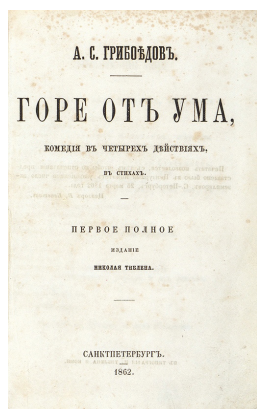 А. С. ГРИБОѢДОВЪ.
ГОРЕ ОТЪ УМА,
КОМЕДІЯ ВЪ ЧЕТЫРЕХЪ ДѢЙСТВІЯХЪ,
ВЪ СТИХАХЪ.
ПЕРВОЕ ПОЛНОЕ
ИЗДАНІЕ
НИКОЛАЯ ТИБЛЕНА.
САНКТПЕТЕРБУРГЪ.
1862.